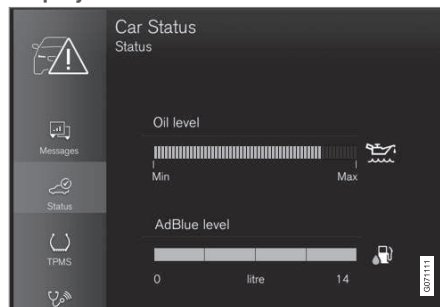 Car Status
Status
Messages
Status
TPMS
Oil level
Min Max
AdBlue level
0 litre 14
G071111